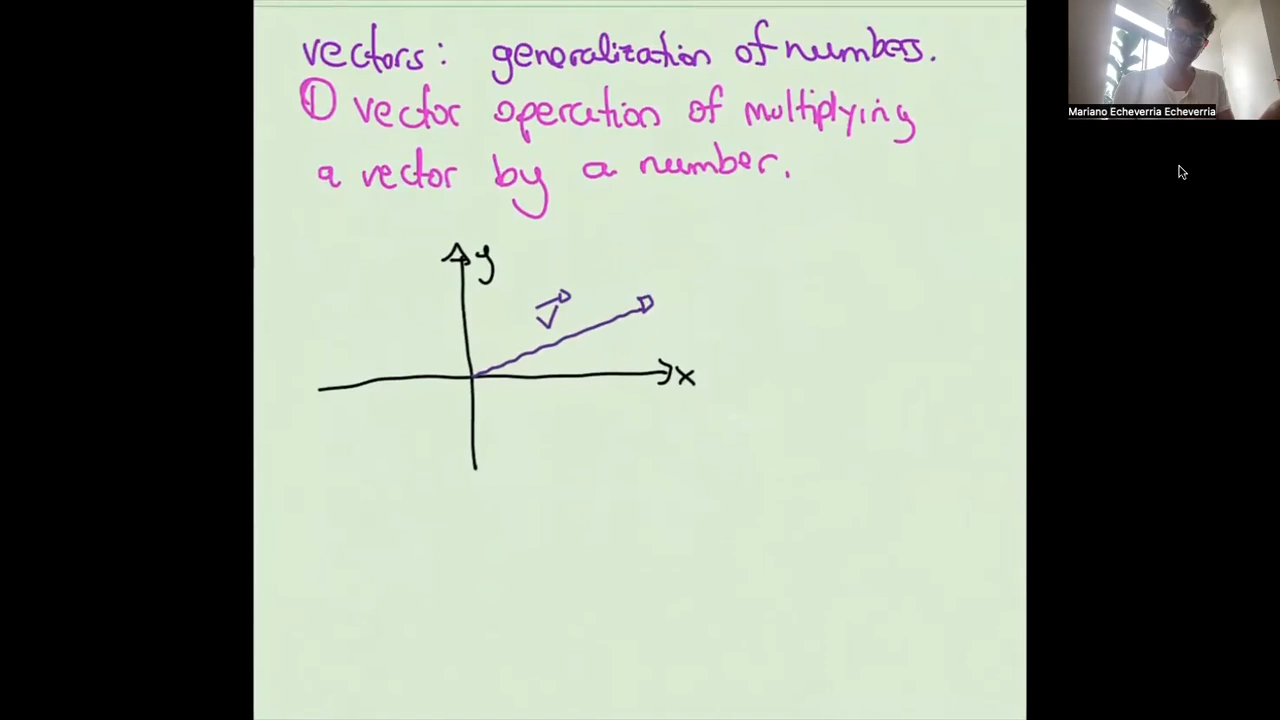 vectors: generalization of numbers.
① vector operation of multiplying
a vector by a number.
y
v⃗
x
Mariano Echeverria Echeverria